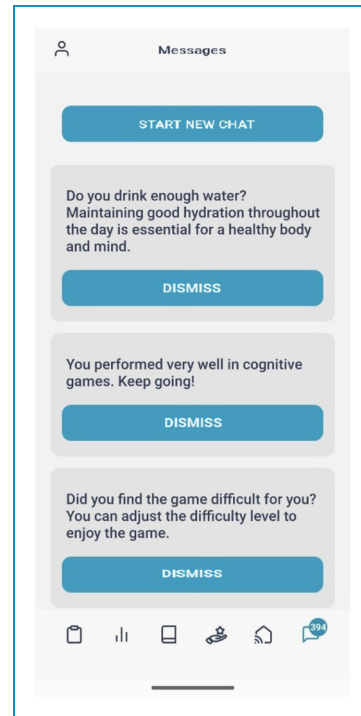 Messages
START NEW CHAT
Do you drink enough water?
Maintaining good hydration throughout
the day is essential for a healthy body
and mind.
DISMISS
You performed very well in cognitive
games. Keep going!
DISMISS
Did you find the game difficult for you?
You can adjust the difficulty level to
enjoy the game.
DISMISS
394